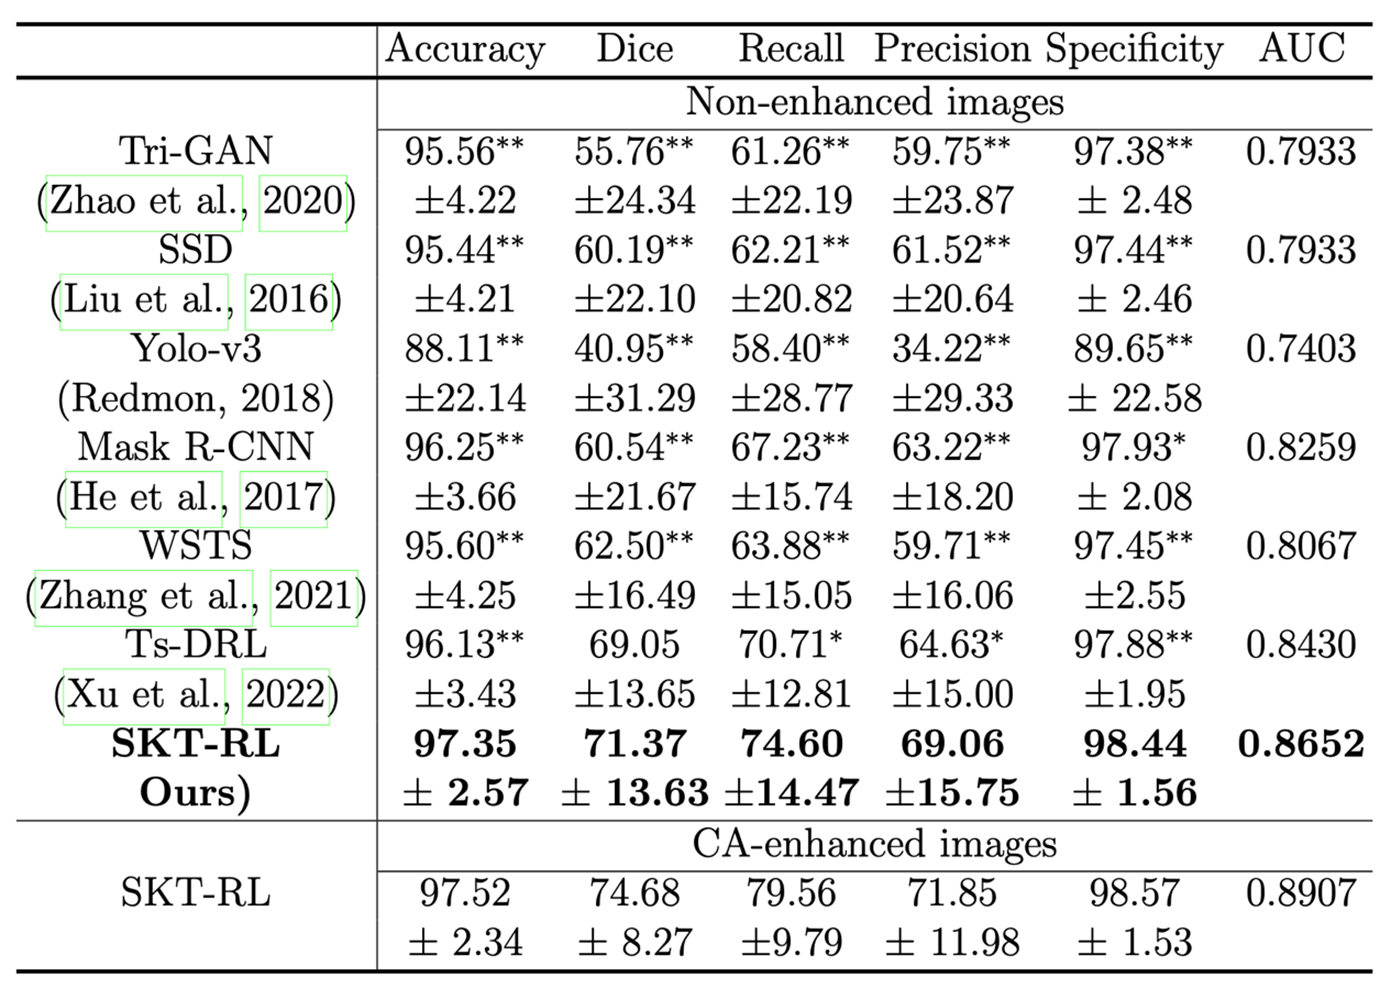 Accuracy Dice Recall Precision Specificity AUC
Non-enhanced images
Tri-GAN 95.56** 55.76** 61.26** 59.75** 97.38** 0.7933
(Zhao et al., 2020) ±4.22 ±24.34 ±22.19 ±23.87 ± 2.48
SSD 95.44** 60.19** 62.21** 61.52** 97.44** 0.7933
(Liu et al., 2016) ±4.21 ±22.10 ±20.82 ±20.64 ± 2.46
Yolo-v3 88.11** 40.95** 58.40** 34.22** 89.65** 0.7403
(Redmon, 2018) ±22.14 ±31.29 ±28.77 ±29.33 ± 22.58
Mask R-CNN 96.25** 60.54** 67.23** 63.22** 97.93* 0.8259
(He et al., 2017) ±3.66 ±21.67 ±15.74 ±18.20 ± 2.08
WSTS 95.60** 62.50** 63.88** 59.71** 97.45** 0.8067
(Zhang et al., 2021) ±4.25 ±16.49 ±15.05 ±16.06 ±2.55
Ts-DRL 96.13** 69.05 70.71* 64.63* 97.88** 0.8430
(Xu et al., 2022) ±3.43 ±13.65 ±12.81 ±15.00 ±1.95
SKT-RL 97.35 71.37 74.60 69.06 98.44 0.8652
Ours) ± 2.57 ± 13.63 ±14.47 ±15.75 ± 1.56
CA-enhanced images
SKT-RL 97.52 74.68 79.56 71.85 98.57 0.8907
± 2.34 ± 8.27 ±9.79 ± 11.98 ± 1.53